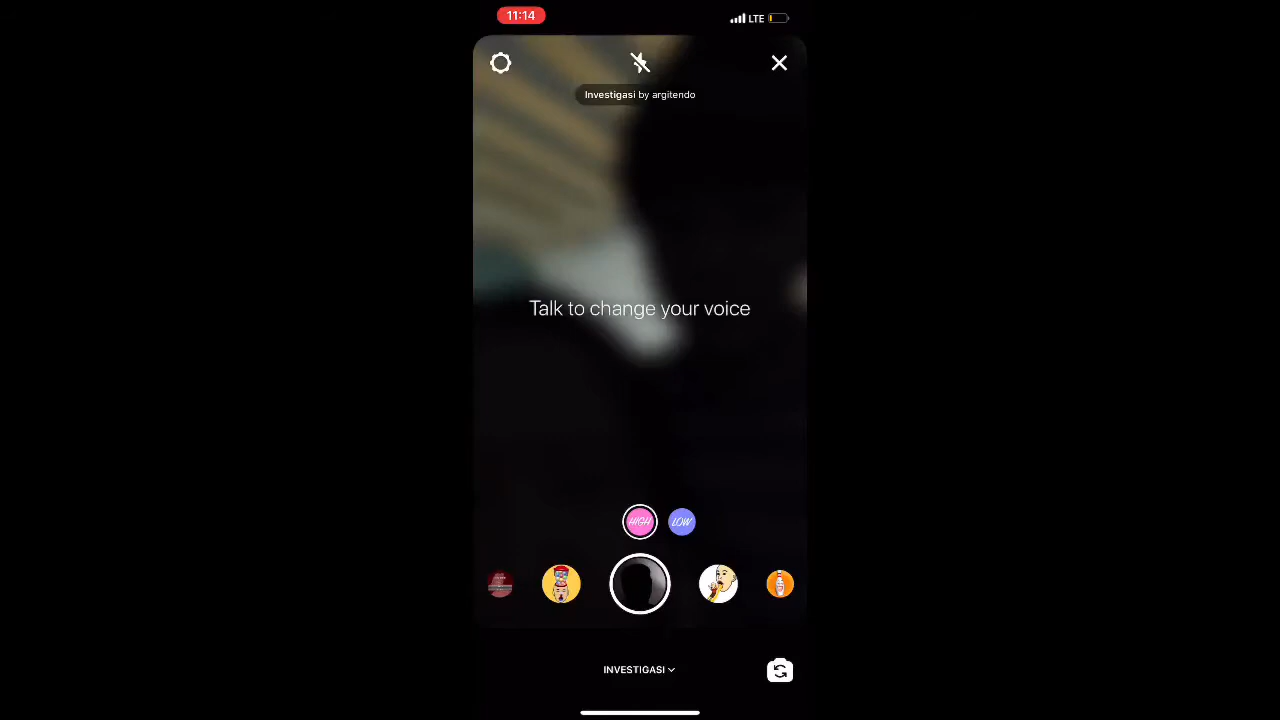 11:14
LTE
Investigasi by argitendo
Talk to change your voice
HIGH
LOW
INVESTIGASI